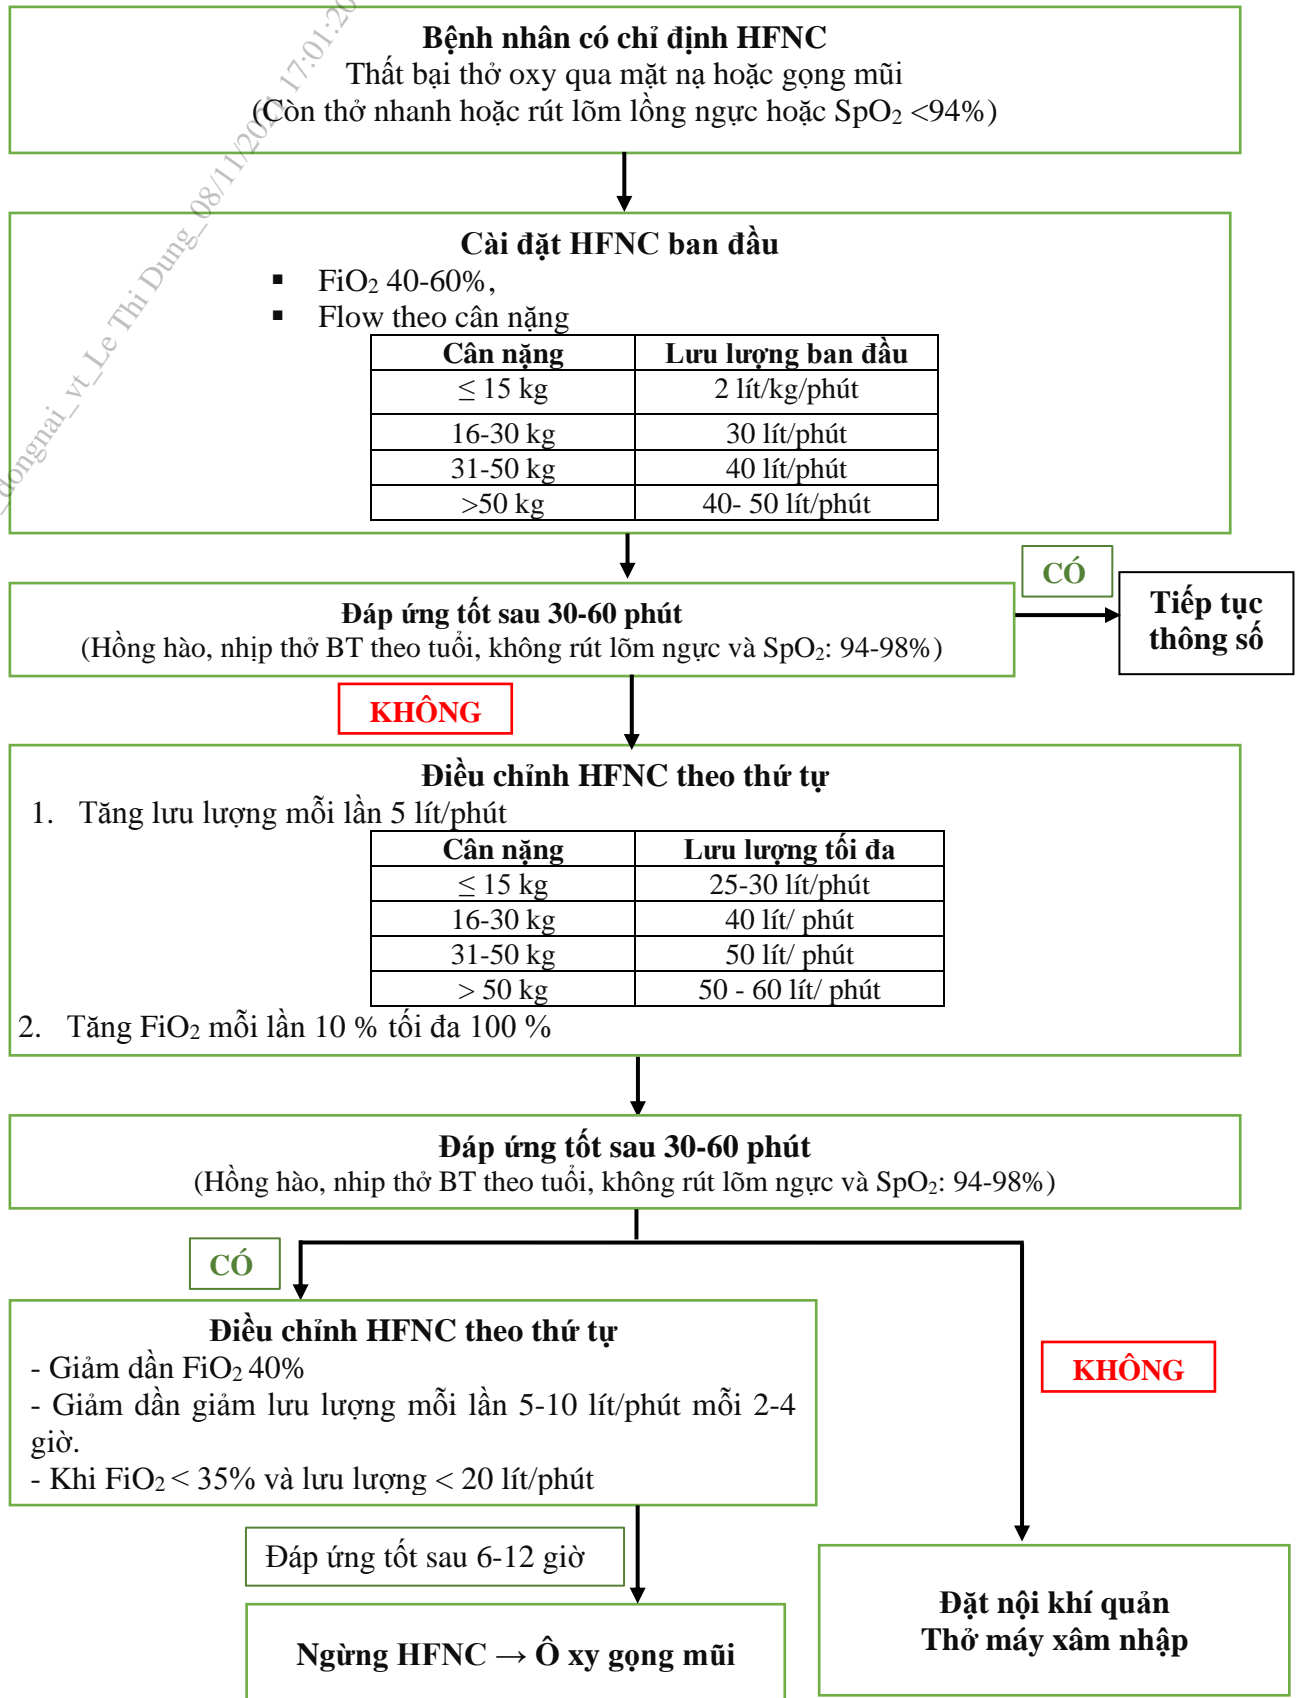 _dongnai_vt_Le Thi Dung_08/11/2021 17:01:20
Bệnh nhân có chỉ định HFNC
Thất bại thở oxy qua mặt nạ hoặc gọng mũi
(Còn thở nhanh hoặc rút lõm lồng ngực hoặc SpO₂ <94%)
Cài đặt HFNC ban đầu
▪ FiO₂ 40-60%,
▪ Flow theo cân nặng
Cân nặng Lưu lượng ban đầu
≤ 15 kg 2 lít/kg/phút
16-30 kg 30 lít/phút
31-50 kg 40 lít/phút
>50 kg 40- 50 lít/phút
CÓ
Đáp ứng tốt sau 30-60 phút
(Hồng hào, nhịp thở BT theo tuổi, không rút lõm ngực và SpO₂: 94-98%)
Tiếp tục
thông số
KHÔNG
Điều chỉnh HFNC theo thứ tự
1. Tăng lưu lượng mỗi lần 5 lít/phút
Cân nặng Lưu lượng tối đa
≤ 15 kg 25-30 lít/phút
16-30 kg 40 lít/ phút
31-50 kg 50 lít/ phút
> 50 kg 50 - 60 lít/ phút
2. Tăng FiO₂ mỗi lần 10 % tối đa 100 %
Đáp ứng tốt sau 30-60 phút
(Hồng hào, nhip thở BT theo tuổi, không rút lõm ngực và SpO₂: 94-98%)
CÓ
Điều chỉnh HFNC theo thứ tự
- Giảm dần FiO₂ 40%
- Giảm dần giảm lưu lượng mỗi lần 5-10 lít/phút mỗi 2-4
giờ.
- Khi FiO₂ < 35% và lưu lượng < 20 lít/phút
KHÔNG
Đáp ứng tốt sau 6-12 giờ
Ngừng HFNC → Ô xy gọng mũi
Đặt nội khí quản
Thở máy xâm nhập